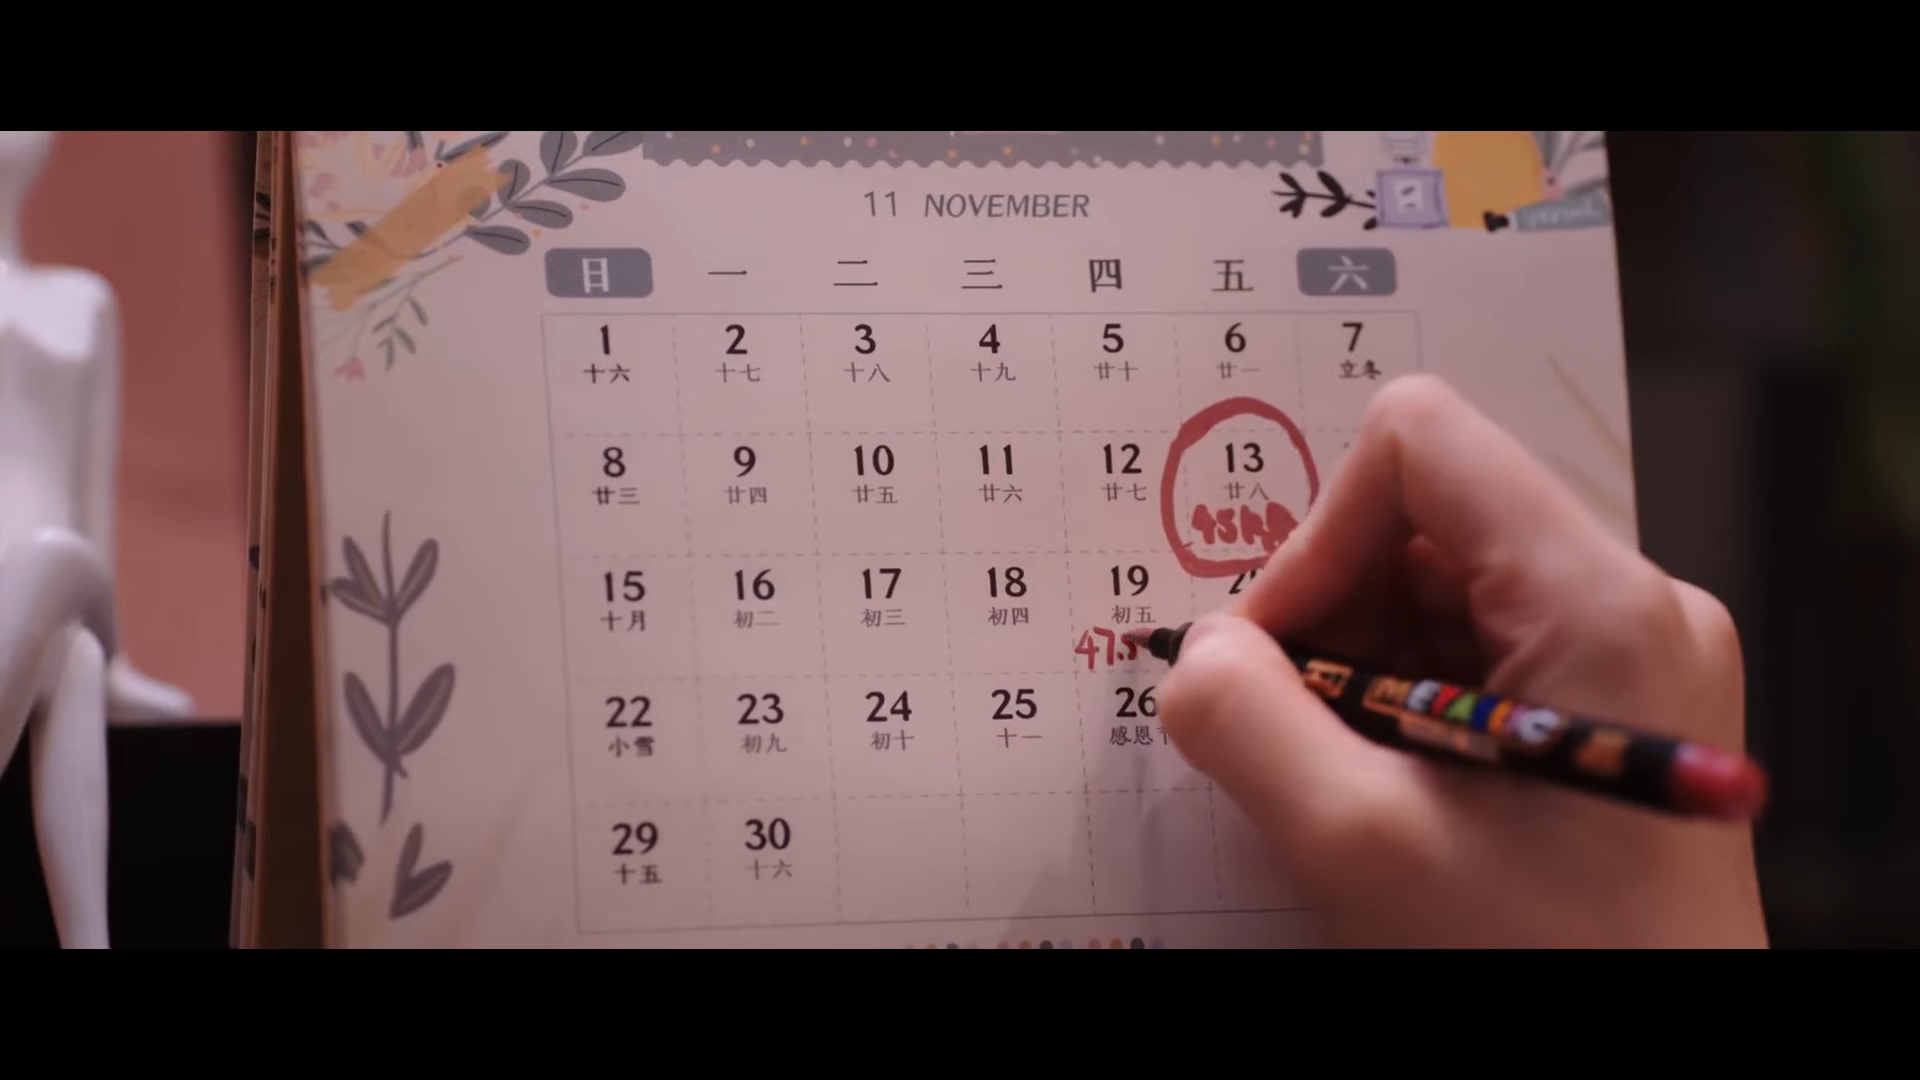 11 NOVEMBER
日 一 二 三 四 五 六
1 2 3 4 5 6 7
十六 十七 十八 十九 廿十 廿一 立冬
8 9 10 11 12 13
廿三 廿四 廿五 廿六 廿七 廿八
45kg
15 16 17 18 19
十月 初二 初三 初四 初五
47.5
22 23 24 25 26
小雪 初九 初十 十一 感恩节
29 30
十五 十六